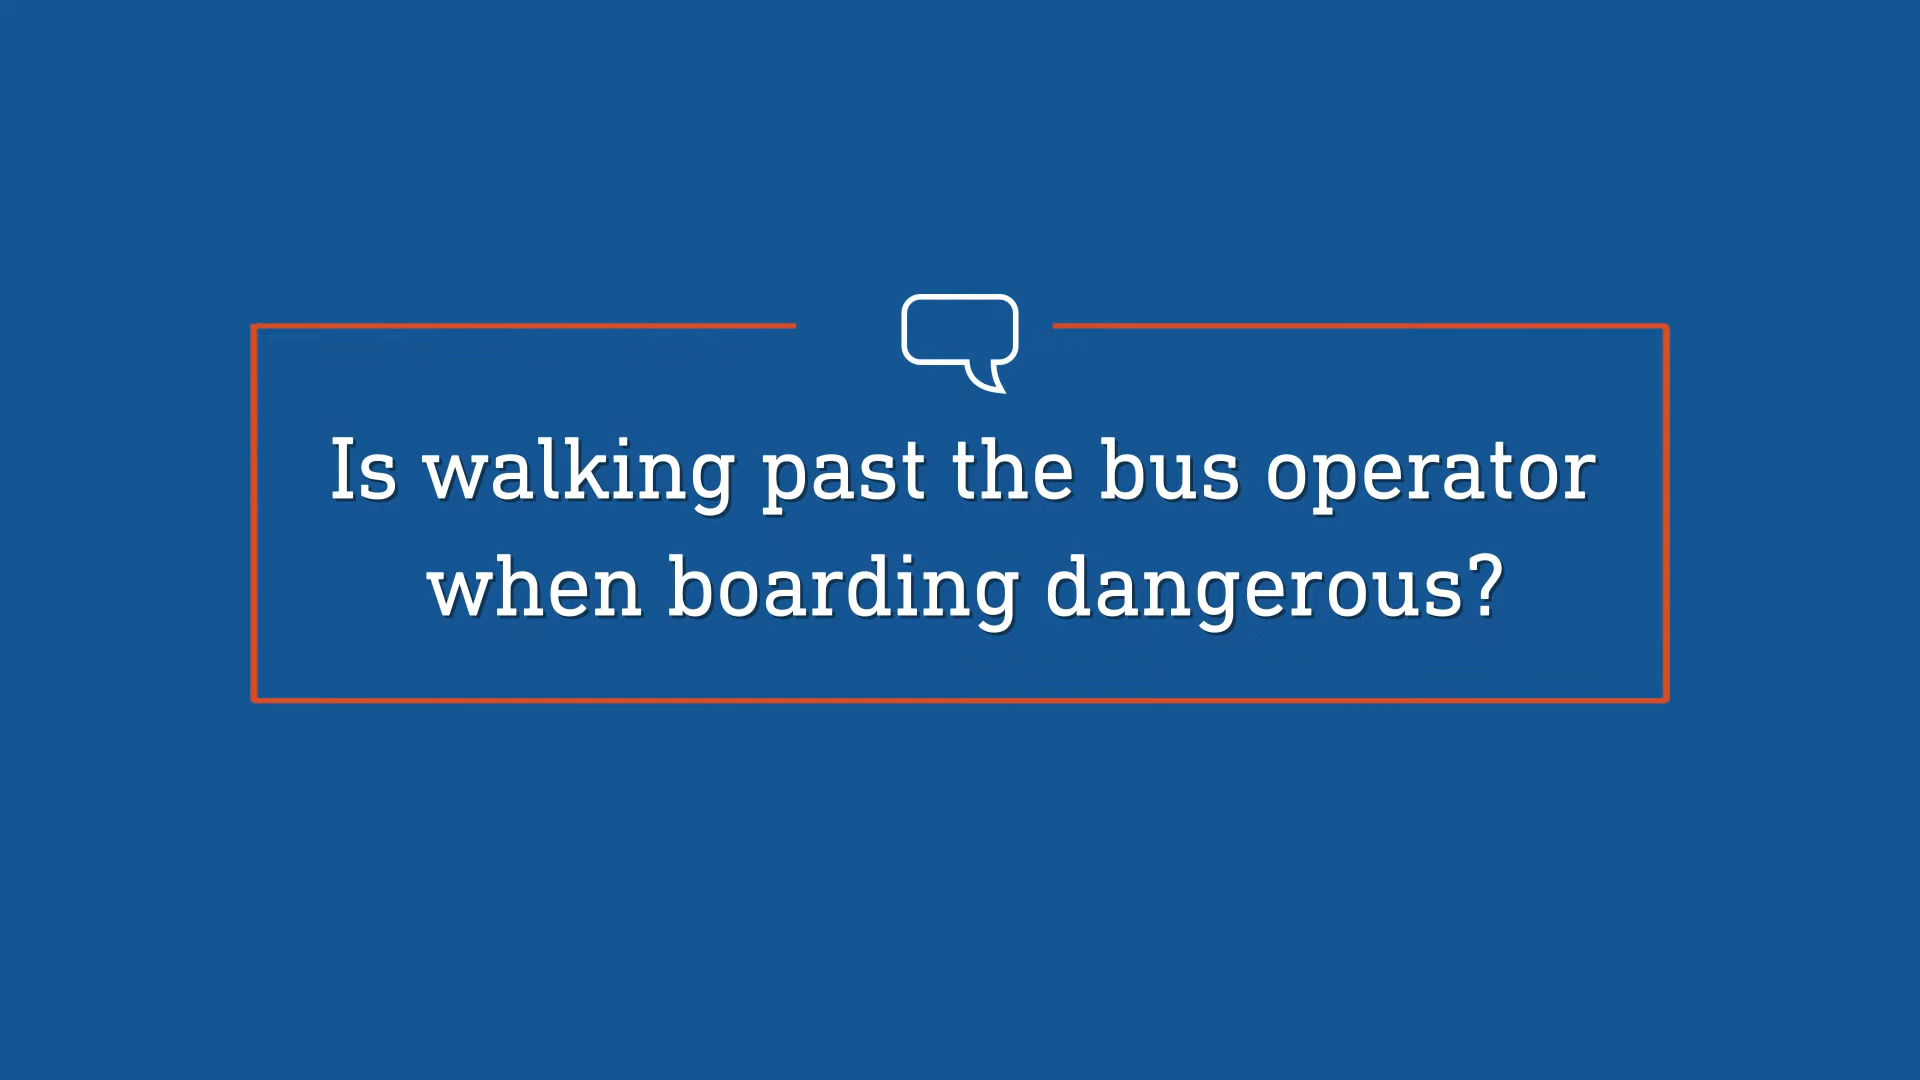 Is walking past the bus operator
when boarding dangerous?